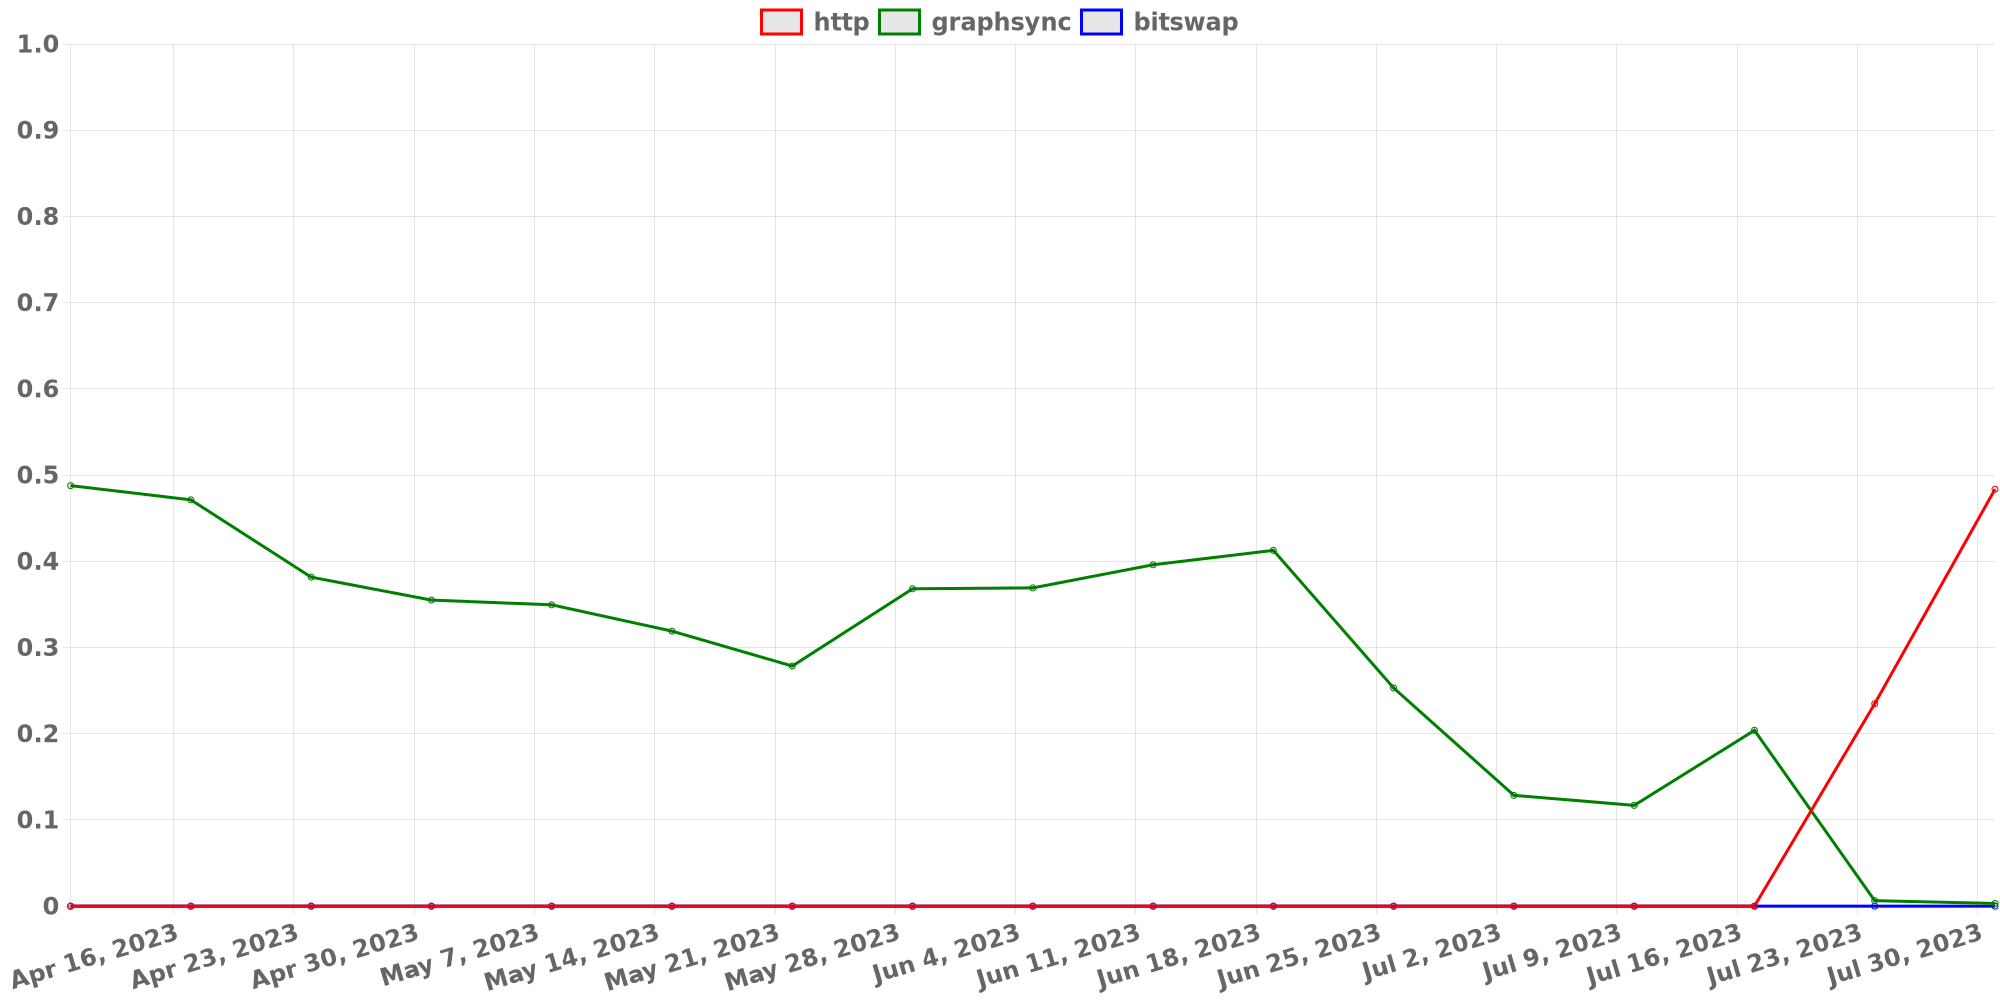 http graphsync bitswap
1.0
0.9
0.8
0.7
0.6
0.5
0.4
0.3
0.2
0.1
0
Apr 16, 2023
Apr 23, 2023
Apr 30, 2023
May 7, 2023
May 14, 2023
May 21, 2023
May 28, 2023
Jun 4, 2023
Jun 11, 2023
Jun 18, 2023
Jun 25, 2023
Jul 2, 2023
Jul 9, 2023
Jul 16, 2023
Jul 23, 2023
Jul 30, 2023